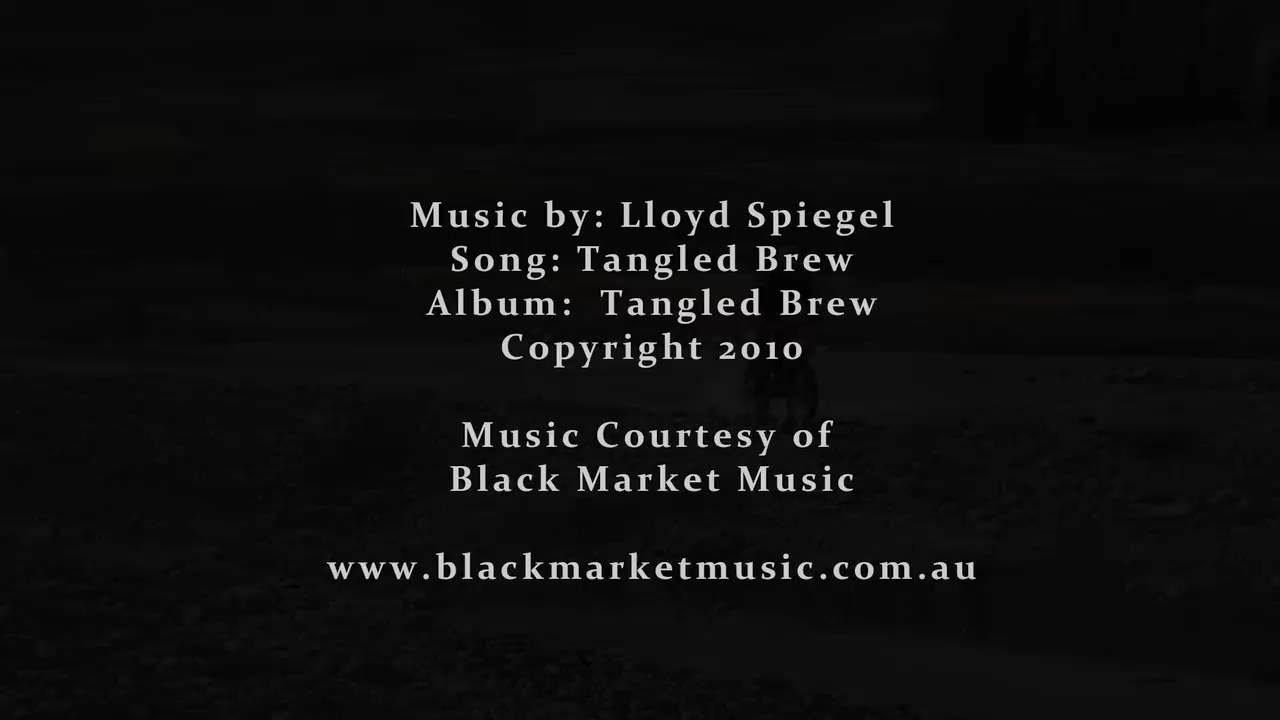 Music by: Lloyd Spiegel
Song: Tangled Brew
Album:  Tangled Brew
Copyright 2010
Music Courtesy of
Black Market Music
www.blackmarketmusic.com.au